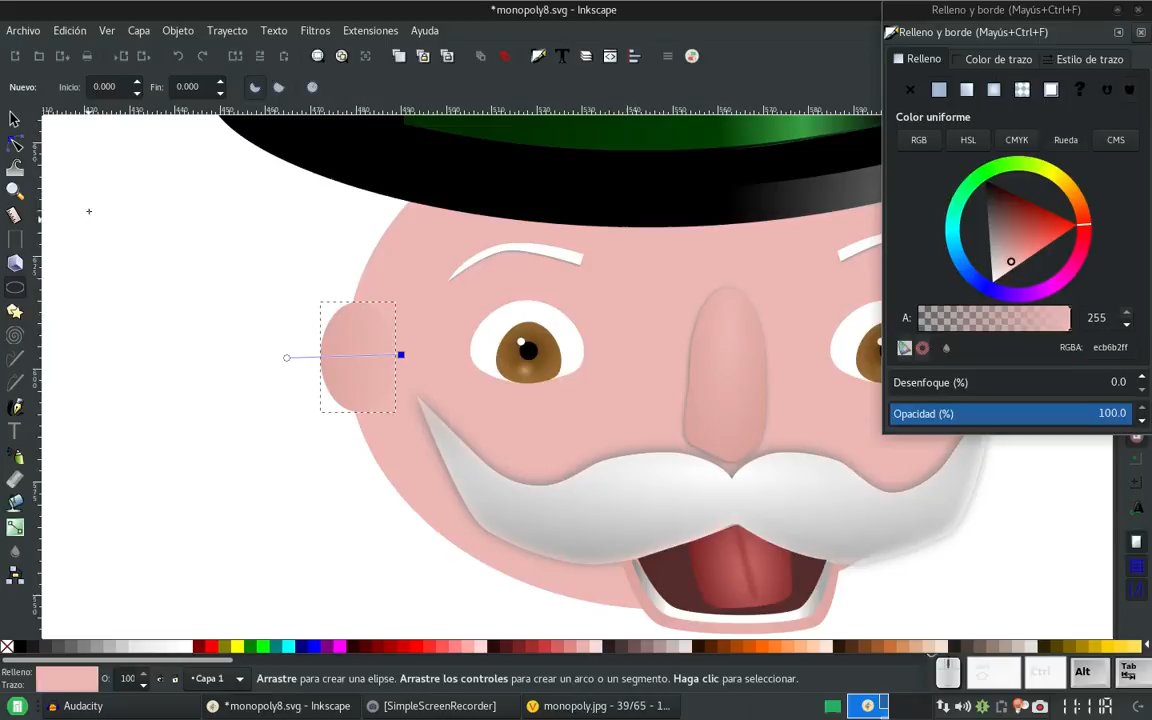 *monopoly8.svg - Inkscape
Relleno y borde (Mayús+Ctrl+F)
Archivo Edición Ver Capa Objeto Trayecto Texto Filtros Extensiones Ayuda
Relleno y borde (Mayús+Ctrl+F)
Relleno Color de trazo Estilo de trazo
Nuevo: Inicio: 0.000 Fin: 0.000
Color uniforme
RGB HSL CMYK Rueda CMS
A: 255
RGBA: ecb6b2ff
Desenfoque (%) 0.0
Opacidad (%) 100.0
Relleno:
Trazo:
O: 100
•Capa 1
Arrastre para crear una elipse. Arrastre los controles para crear un arco o un segmento. Haga clic para seleccionar.
Ctrl Alt Tab
Audacity
*monopoly8.svg - Inkscape
[SimpleScreenRecorder]
monopoly.jpg - 39/65 - 1...